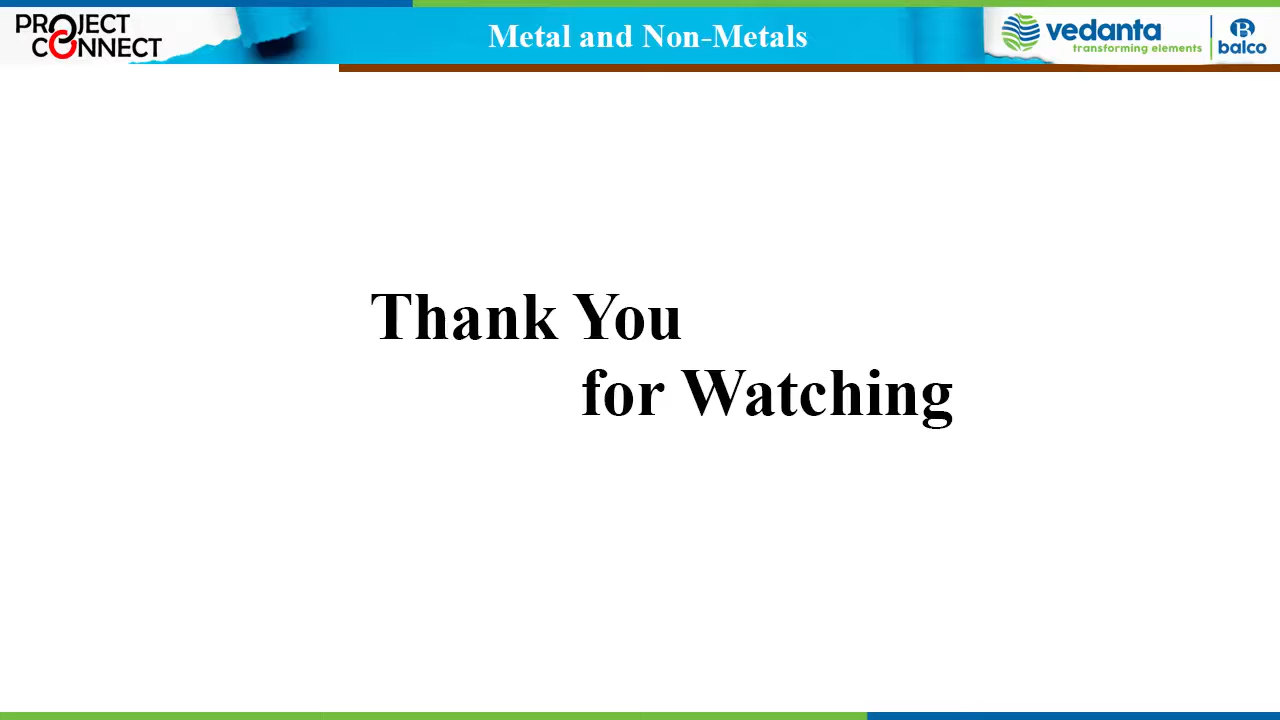 PROJECT
CONNECT
Metal and Non-Metals
vedanta
transforming elements
balco
Thank You
for Watching